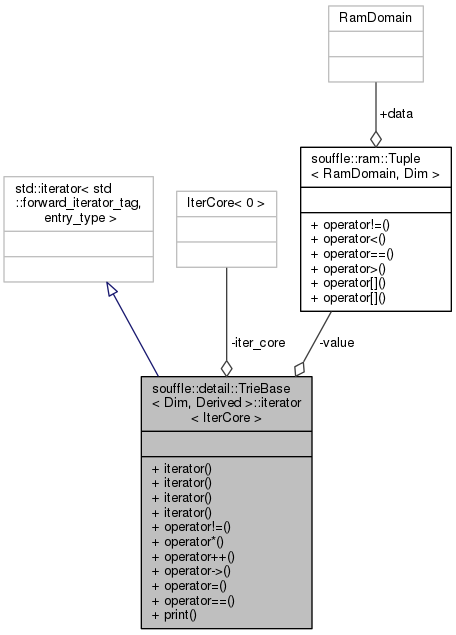 RamDomain
+data
souffle::ram::Tuple
< RamDomain, Dim >
+ operator!=()
+ operator<()
+ operator==()
+ operator>()
+ operator[]()
+ operator[]()
std::iterator< std
::forward_iterator_tag,
entry_type >
IterCore< 0 >
-iter_core
-value
souffle::detail::TrieBase
< Dim, Derived >::iterator
< IterCore >
+ iterator()
+ iterator()
+ iterator()
+ iterator()
+ operator!=()
+ operator*()
+ operator++()
+ operator->()
+ operator=()
+ operator==()
+ print()